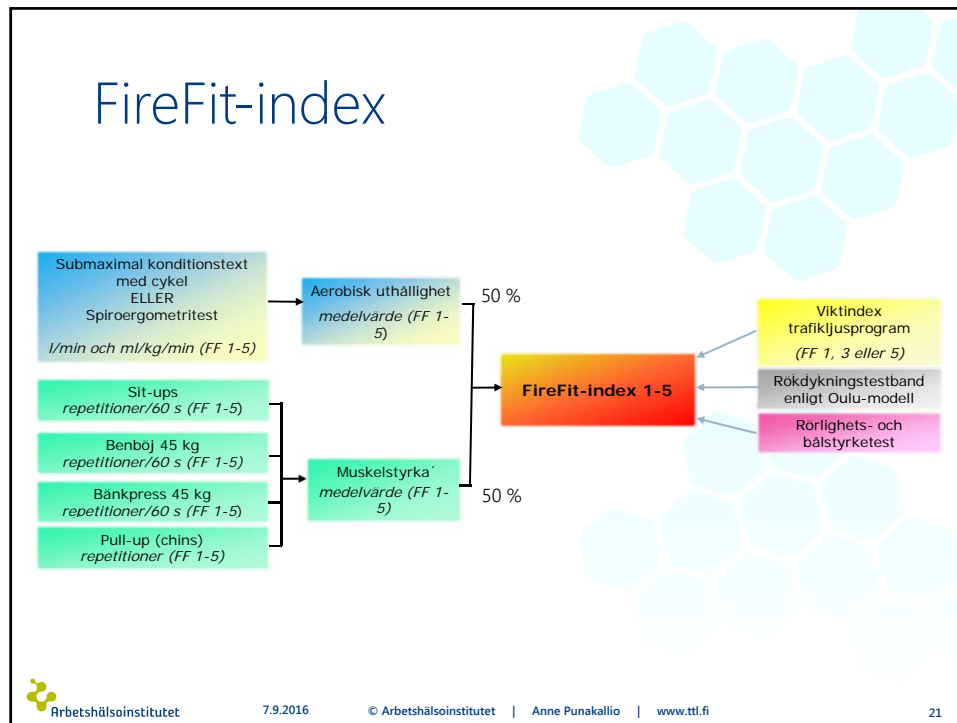 FireFit-index
Submaximal konditionstext
med cykel
ELLER
Spiroergometritest
l/min och ml/kg/min (FF 1-5)
Aerobisk uthållighet
medelvärde (FF 1-
5)
50 %
Sit-ups
repetitioner/60 s (FF 1-5)
Benböj 45 kg
repetitioner/60 s (FF 1-5)
Bänkpress 45 kg
repetitioner/60 s (FF 1-5)
Pull-up (chins)
repetitioner (FF 1-5)
Muskelstyrka´
medelvärde (FF 1-
5)
50 %
FireFit-index 1-5
Viktindex
trafikljusprogram
(FF 1, 3 eller 5)
Rökdykningstestband
enligt Oulu-modell
Rörlighets- och
bålstyrketest
Arbetshälsoinstitutet
7.9.2016
© Arbetshälsoinstitutet | Anne Punakallio | www.ttl.fi
21